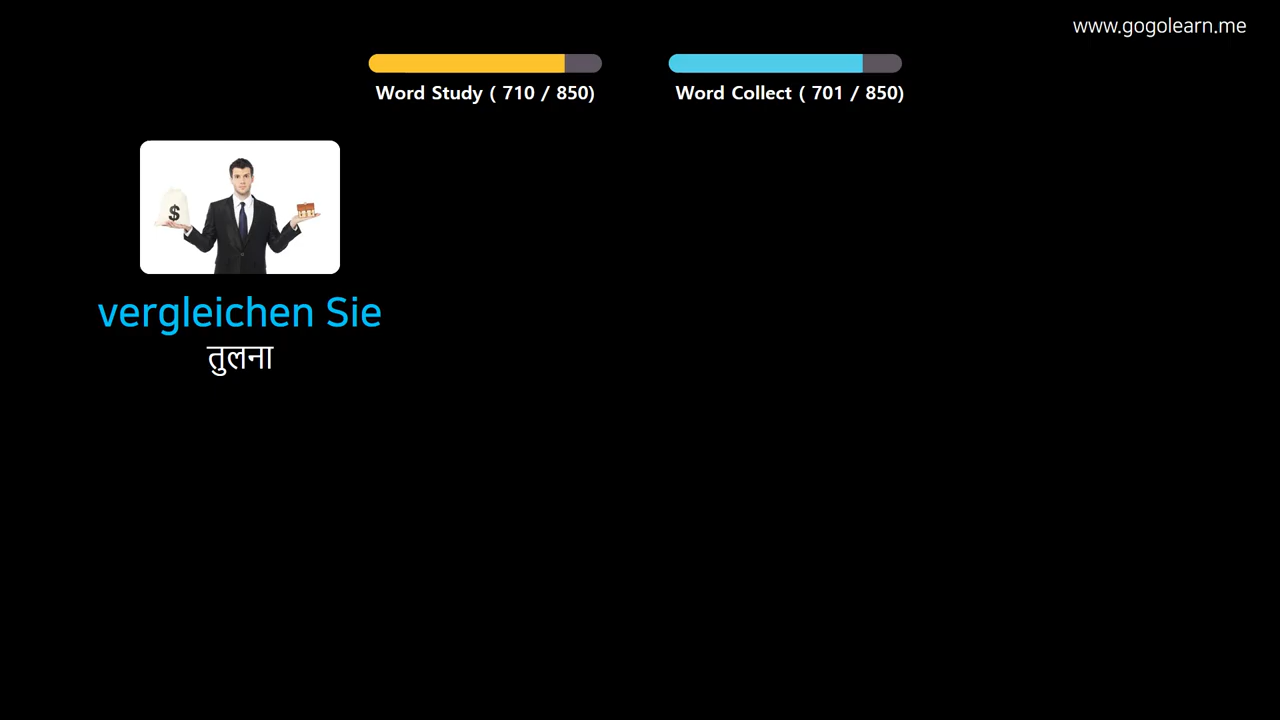 www.gogolearn.me
Word Study ( 710 / 850)
Word Collect ( 701 / 850)
$
vergleichen Sie
तुलना